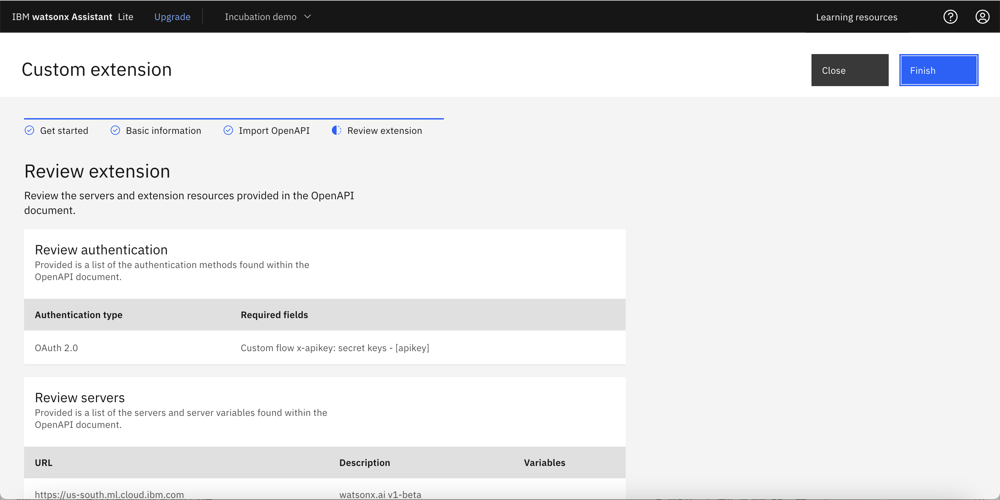 IBM watsonx Assistant Lite Upgrade Incubation demo Learning resources
Custom extension
Close
Finish
Get started Basic information Import OpenAPI Review extension
Review extension
Review the servers and extension resources provided in the OpenAPI
document.
Review authentication
Provided is a list of the authentication methods found within the
OpenAPI document.
Authentication type Required fields
OAuth 2.0 Custom flow x-apikey: secret keys - [apikey]
Review servers
Provided is a list of the servers and server variables found within the
OpenAPI document.
URL Description Variables
https://us-south.ml.cloud.ibm.com watsonx.ai v1-beta